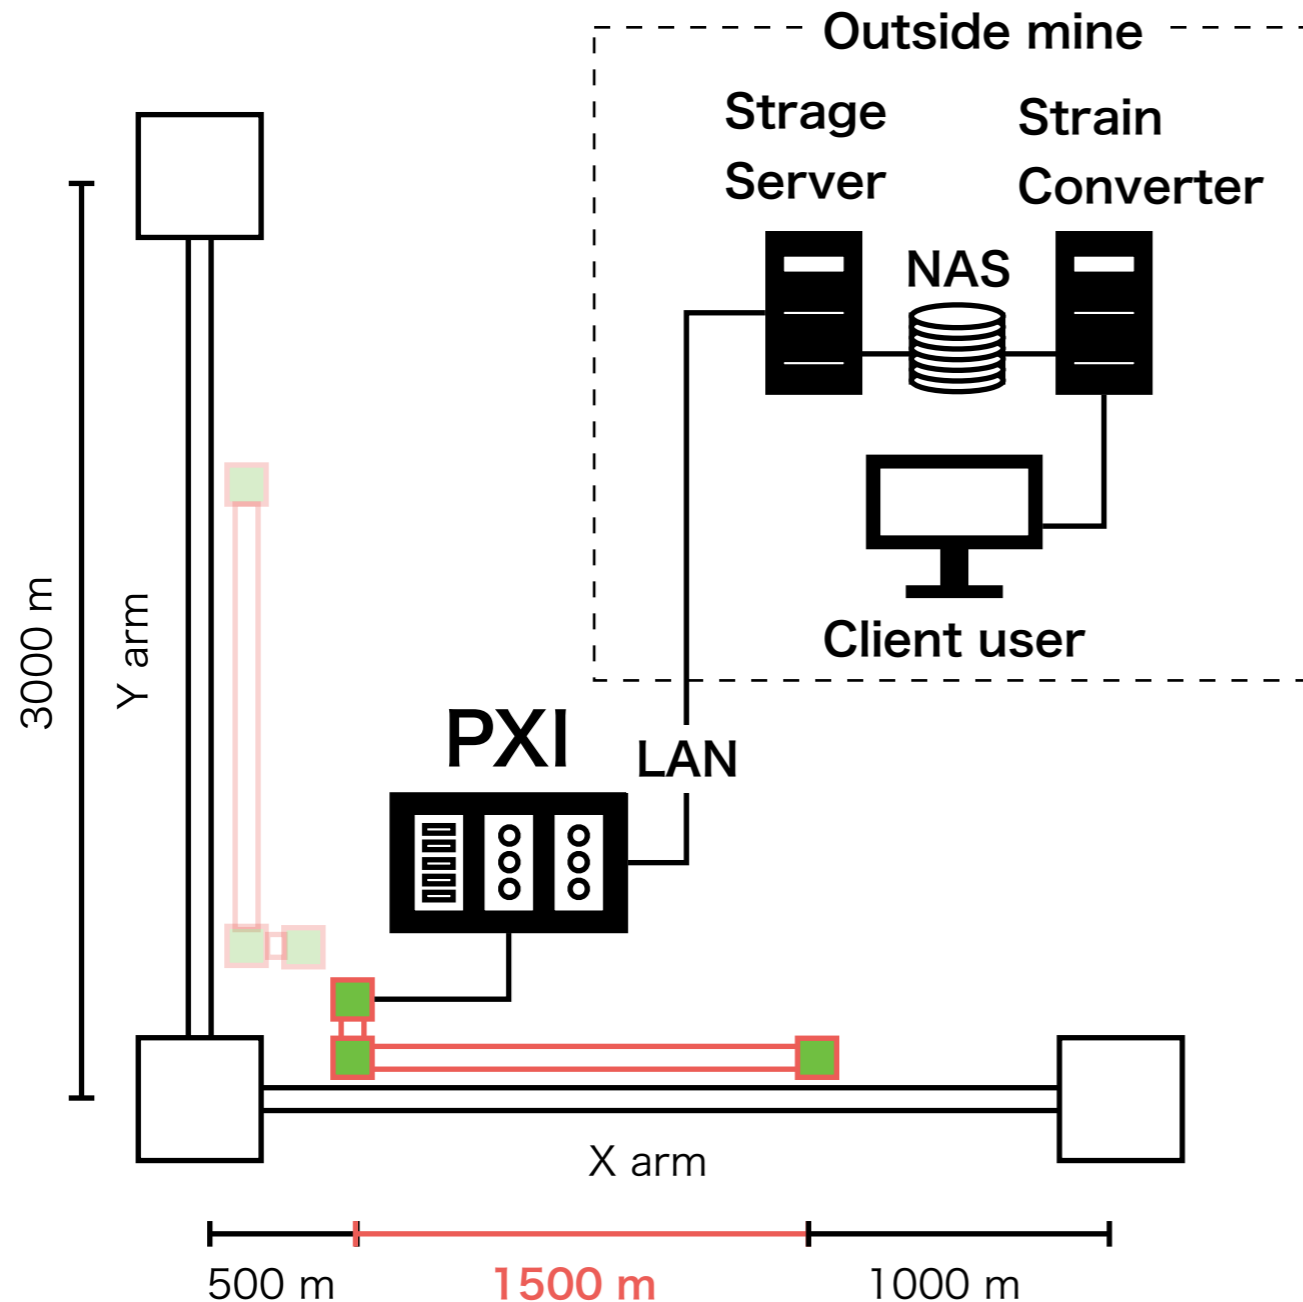 Outside mine
Strage
Server
Strain
Converter
NAS
Client user
3000 m
Y arm
PXI
LAN
X arm
500 m
1500 m
1000 m